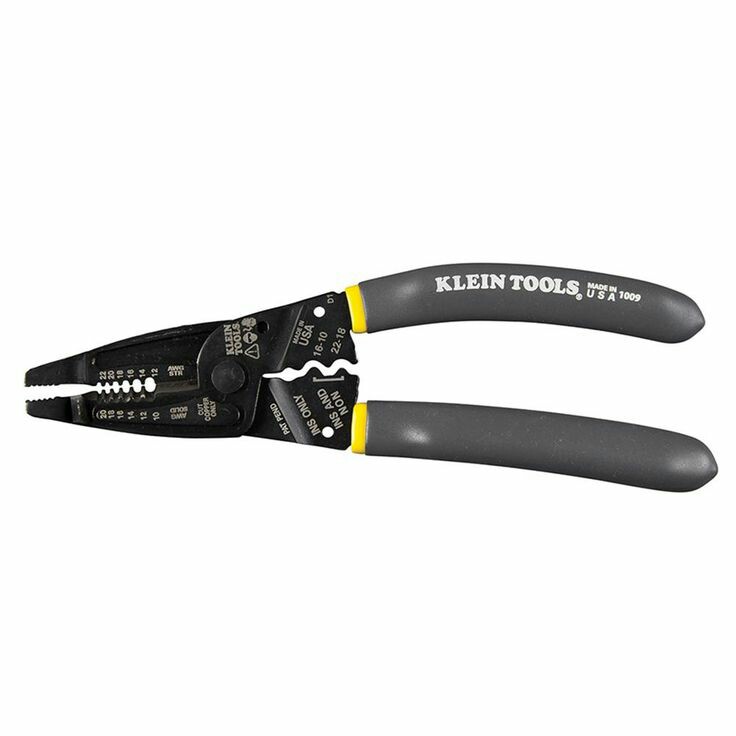 KLEIN TOOLS®
MADE IN
USA
1009
D1
MADE IN
USA
16-10
22-18
KLEIN
TOOLS
22 20 18 16 14 12
AWG
STR
20 18 16 14 12 10
AWG
SOLID
CUT
COPPER
ONLY
PAT PEND
INS ONLY
INS AND
NON